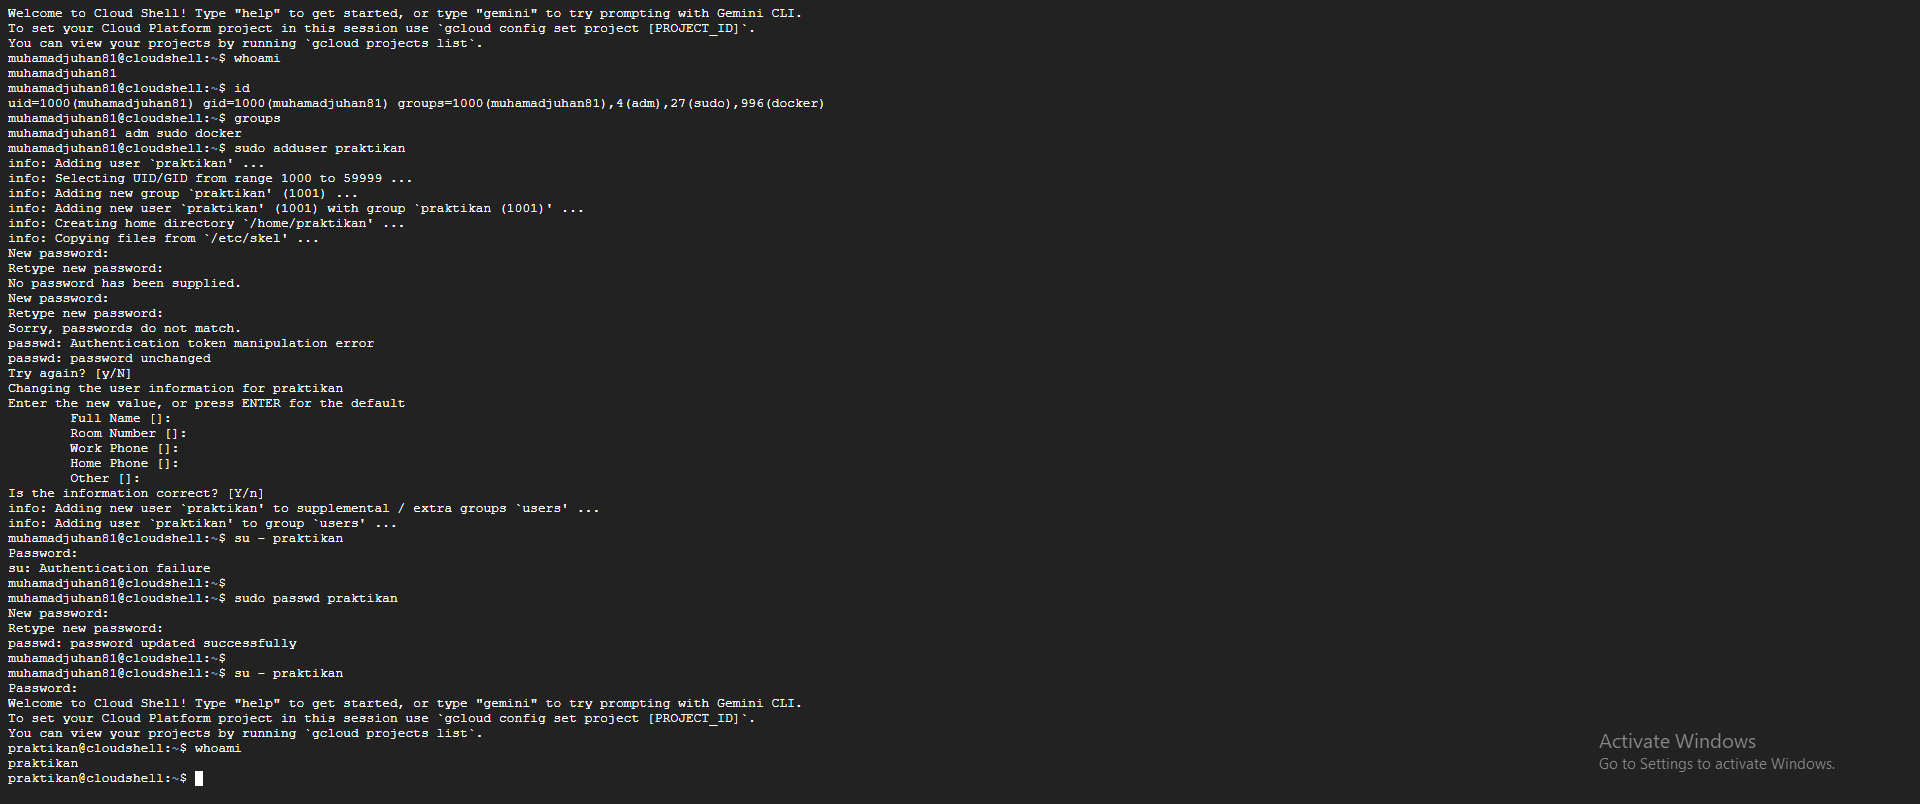 Welcome to Cloud Shell! Type "help" to get started, or type "gemini" to try prompting with Gemini CLI.
To set your Cloud Platform project in this session use `gcloud config set project [PROJECT_ID]`.
You can view your projects by running `gcloud projects list`.
muhamadjuhan81@cloudshell:~$ whoami
muhamadjuhan81
muhamadjuhan81@cloudshell:~$ id
uid=1000(muhamadjuhan81) gid=1000(muhamadjuhan81) groups=1000(muhamadjuhan81),4(adm),27(sudo),996(docker)
muhamadjuhan81@cloudshell:~$ groups
muhamadjuhan81 adm sudo docker
muhamadjuhan81@cloudshell:~$ sudo adduser praktikan
info: Adding user `praktikan' ...
info: Selecting UID/GID from range 1000 to 59999 ...
info: Adding new group `praktikan' (1001) ...
info: Adding new user `praktikan' (1001) with group `praktikan (1001)' ...
info: Creating home directory `/home/praktikan' ...
info: Copying files from `/etc/skel' ...
New password:
Retype new password:
No password has been supplied.
New password:
Retype new password:
Sorry, passwords do not match.
passwd: Authentication token manipulation error
passwd: password unchanged
Try again? [y/N]
Changing the user information for praktikan
Enter the new value, or press ENTER for the default
Full Name []:
Room Number []:
Work Phone []:
Home Phone []:
Other []:
Is the information correct? [Y/n]
info: Adding new user `praktikan' to supplemental / extra groups `users' ...
info: Adding user `praktikan' to group `users' ...
muhamadjuhan81@cloudshell:~$ su - praktikan
Password:
su: Authentication failure
muhamadjuhan81@cloudshell:~$
muhamadjuhan81@cloudshell:~$ sudo passwd praktikan
New password:
Retype new password:
passwd: password updated successfully
muhamadjuhan81@cloudshell:~$
muhamadjuhan81@cloudshell:~$ su - praktikan
Password:
Welcome to Cloud Shell! Type "help" to get started, or type "gemini" to try prompting with Gemini CLI.
To set your Cloud Platform project in this session use `gcloud config set project [PROJECT_ID]`.
You can view your projects by running `gcloud projects list`.
praktikan@cloudshell:~$ whoami
praktikan
praktikan@cloudshell:~$
Activate Windows
Go to Settings to activate Windows.